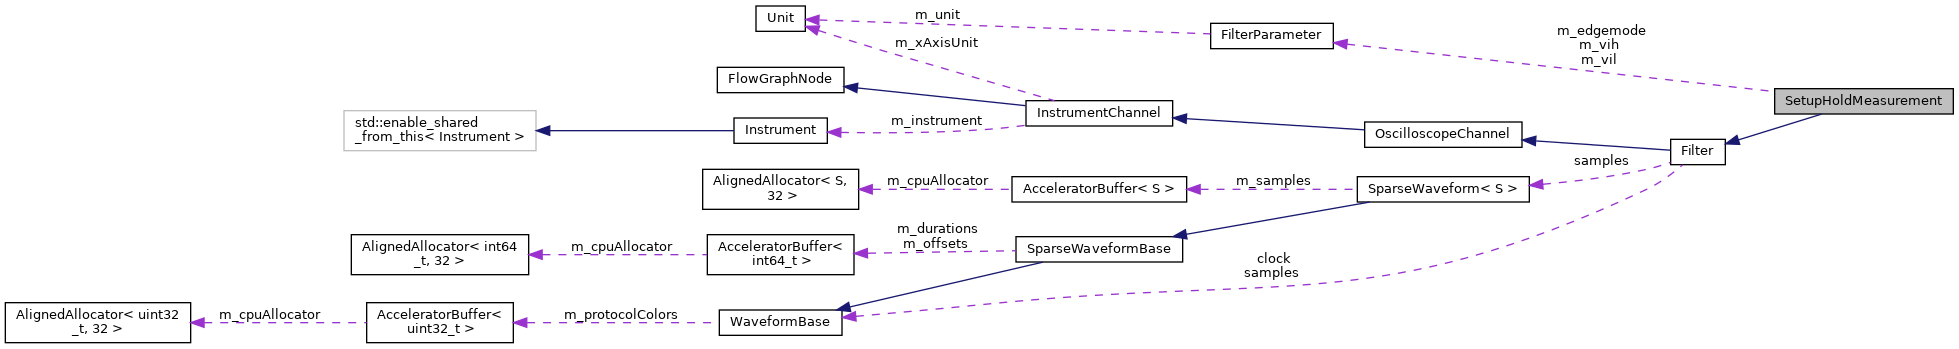 Unit
m_unit
FilterParameter
m_edgemode
m_vih
m_vil
m_xAxisUnit
FlowGraphNode
SetupHoldMeasurement
InstrumentChannel
std::enable_shared
_from_this< Instrument >
Instrument
m_instrument
OscilloscopeChannel
Filter
samples
AlignedAllocator< S,
32 >
m_cpuAllocator
AcceleratorBuffer< S >
m_samples
SparseWaveform< S >
AlignedAllocator< int64
_t, 32 >
m_cpuAllocator
AcceleratorBuffer<
int64_t >
m_durations
m_offsets
SparseWaveformBase
clock
samples
AlignedAllocator< uint32
_t, 32 >
m_cpuAllocator
AcceleratorBuffer<
uint32_t >
m_protocolColors
WaveformBase